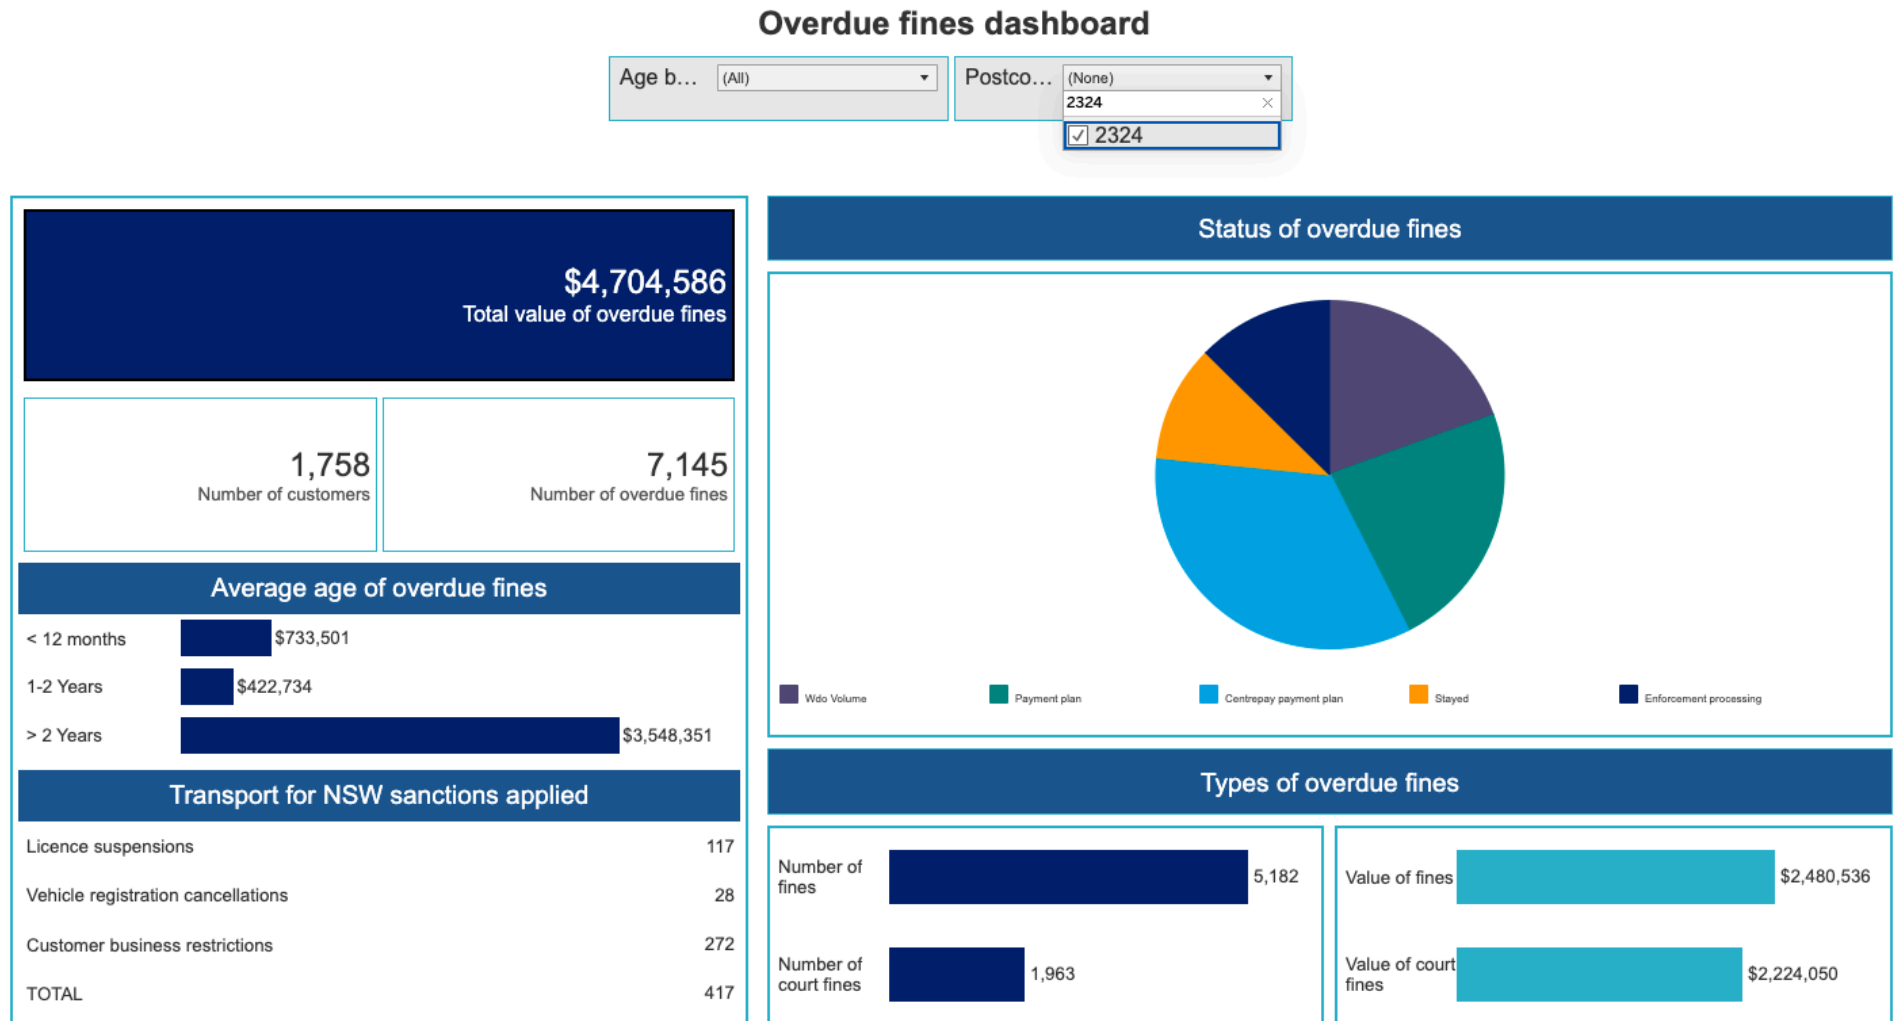 Overdue fines dashboard
Age b... (All)
Postco... (None)
2324
2324
$4,704,586
Total value of overdue fines
1,758
Number of customers
7,145
Number of overdue fines
Average age of overdue fines
< 12 months $733,501
1-2 Years $422,734
> 2 Years $3,548,351
Transport for NSW sanctions applied
Licence suspensions 117
Vehicle registration cancellations 28
Customer business restrictions 272
TOTAL 417
Status of overdue fines
Wdo Volume Payment plan Centrepay payment plan Stayed Enforcement processing
Types of overdue fines
Number of
fines
5,182
Number of
court fines
1,963
Value of fines $2,480,536
Value of court
fines
$2,224,050